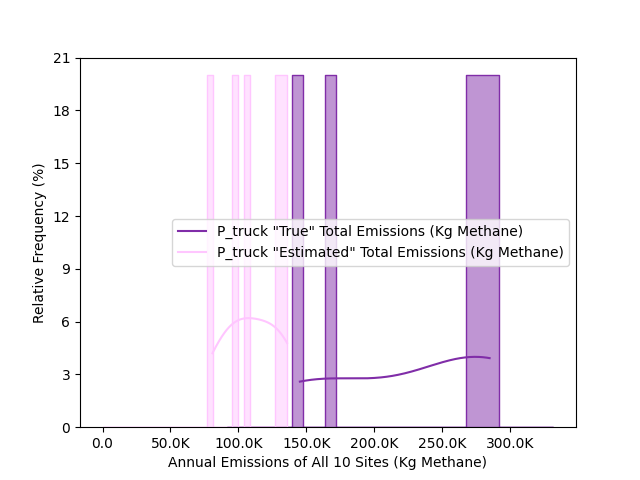 21
18
15
12
9
6
3
0
Relative Frequency (%)
P_truck "True" Total Emissions (Kg Methane)
P_truck "Estimated" Total Emissions (Kg Methane)
0.0 50.0K 100.0K 150.0K 200.0K 250.0K 300.0K
Annual Emissions of All 10 Sites (Kg Methane)